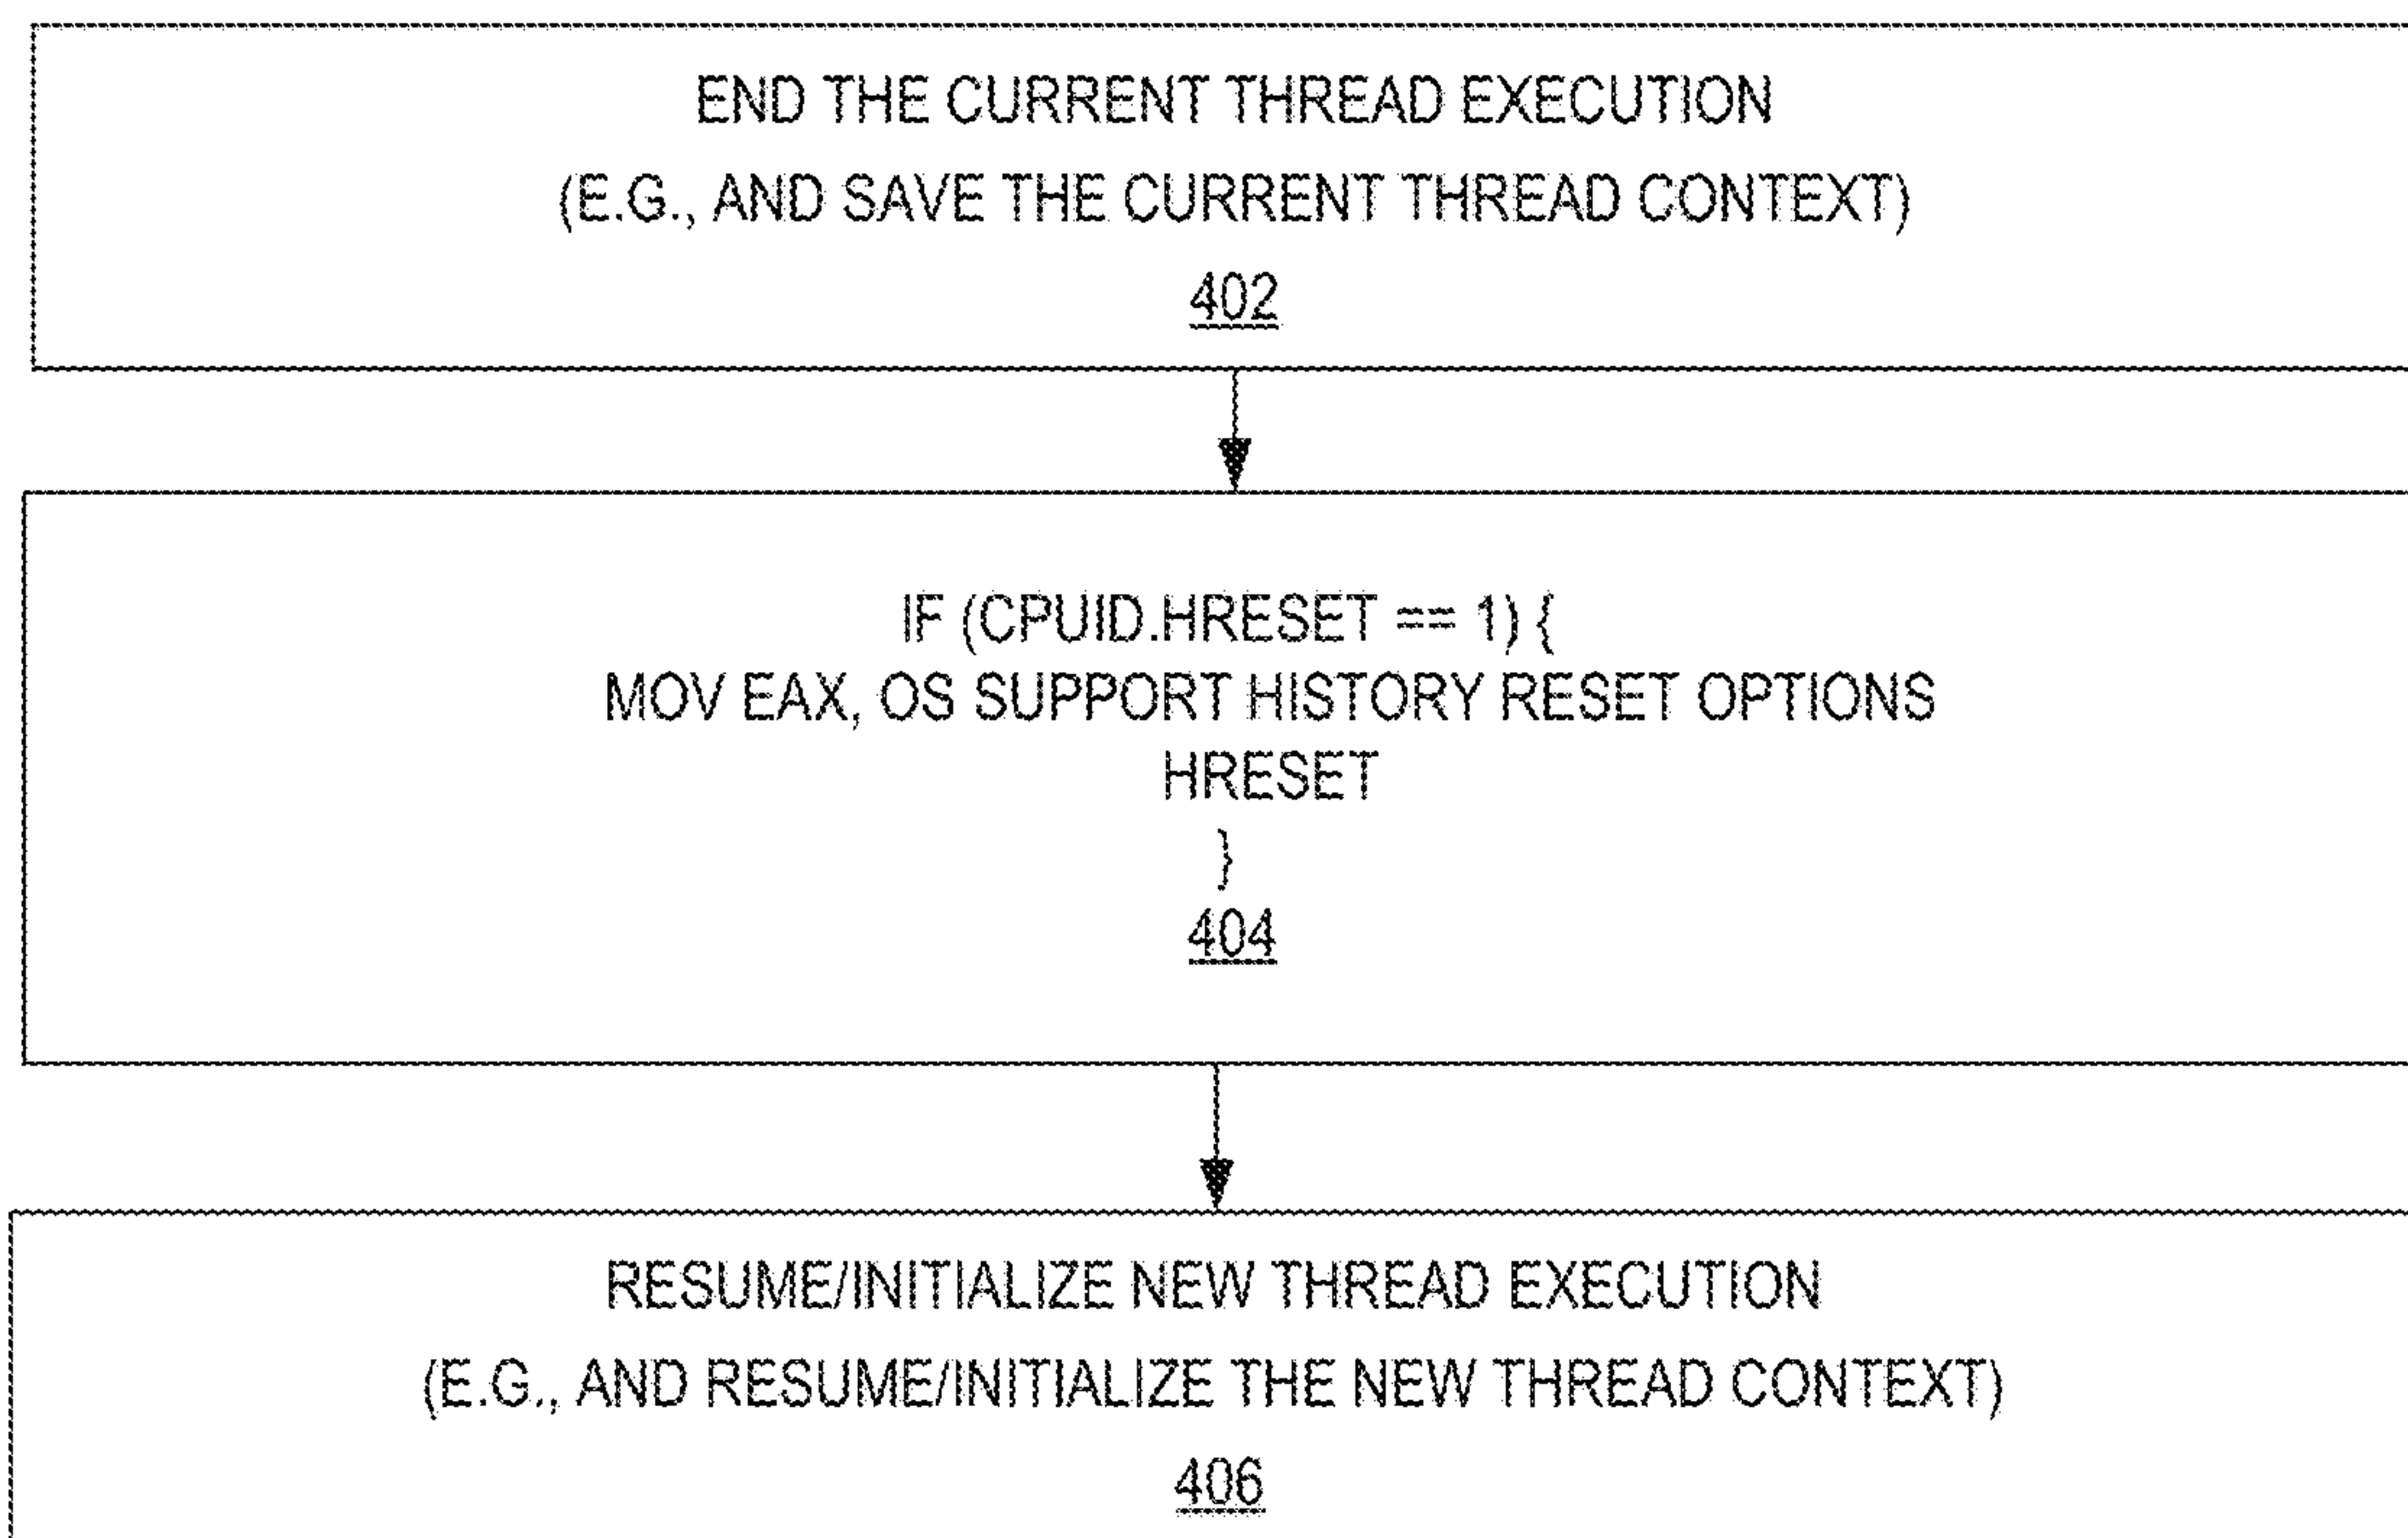 END THE CURRENT THREAD EXECUTION
(E.G., AND SAVE THE CURRENT THREAD CONTEXT)
402
IF (CPUID.HRESET == 1) {
MOV EAX, OS SUPPORT HISTORY RESET OPTIONS
HRESET
}
404
RESUME/INITIALIZE NEW THREAD EXECUTION
(E.G., AND RESUME/INITIALIZE THE NEW THREAD CONTEXT)
406